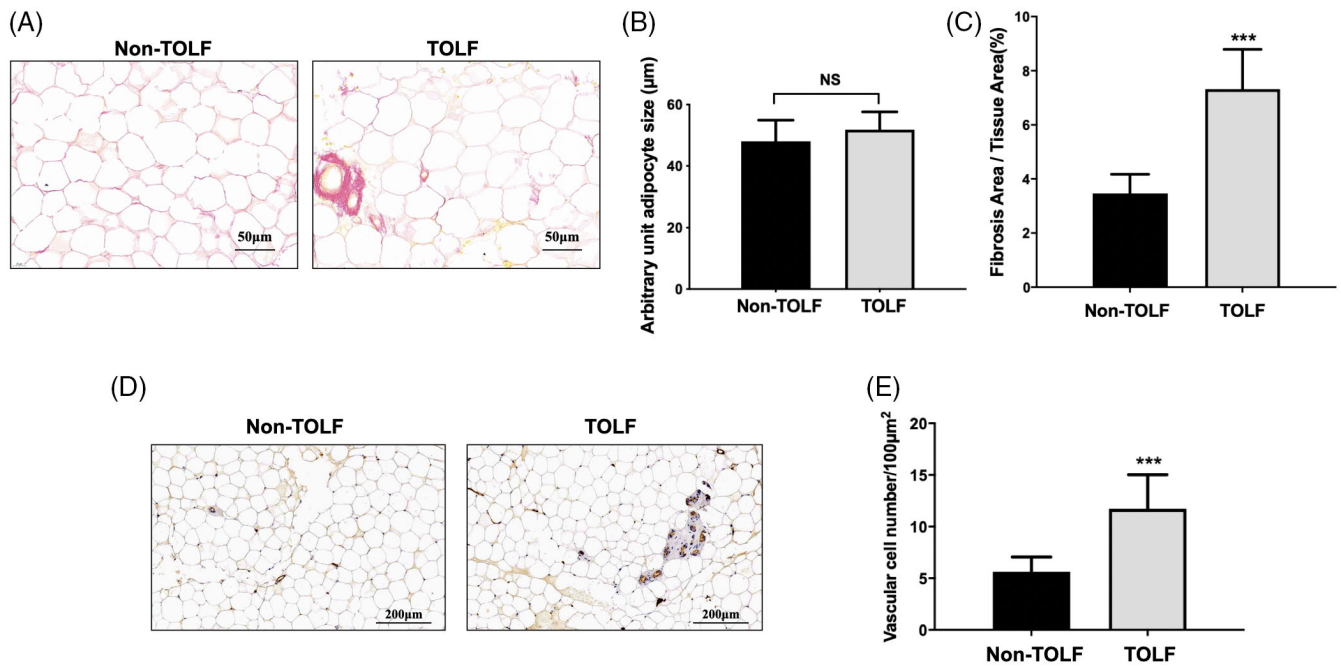 (A)
Non-TOLF
TOLF
50μm
50μm
(B)
Arbitrary unit adipocyte size (μm)
60
40
20
0
NS
Non-TOLF
TOLF
(C)
Fibrosis Area / Tissue Area(%)
10
8
6
4
2
0
***
Non-TOLF
TOLF
(D)
Non-TOLF
TOLF
200μm
200μm
(E)
Vascular cell number/100μm²
20
15
10
5
0
***
Non-TOLF
TOLF